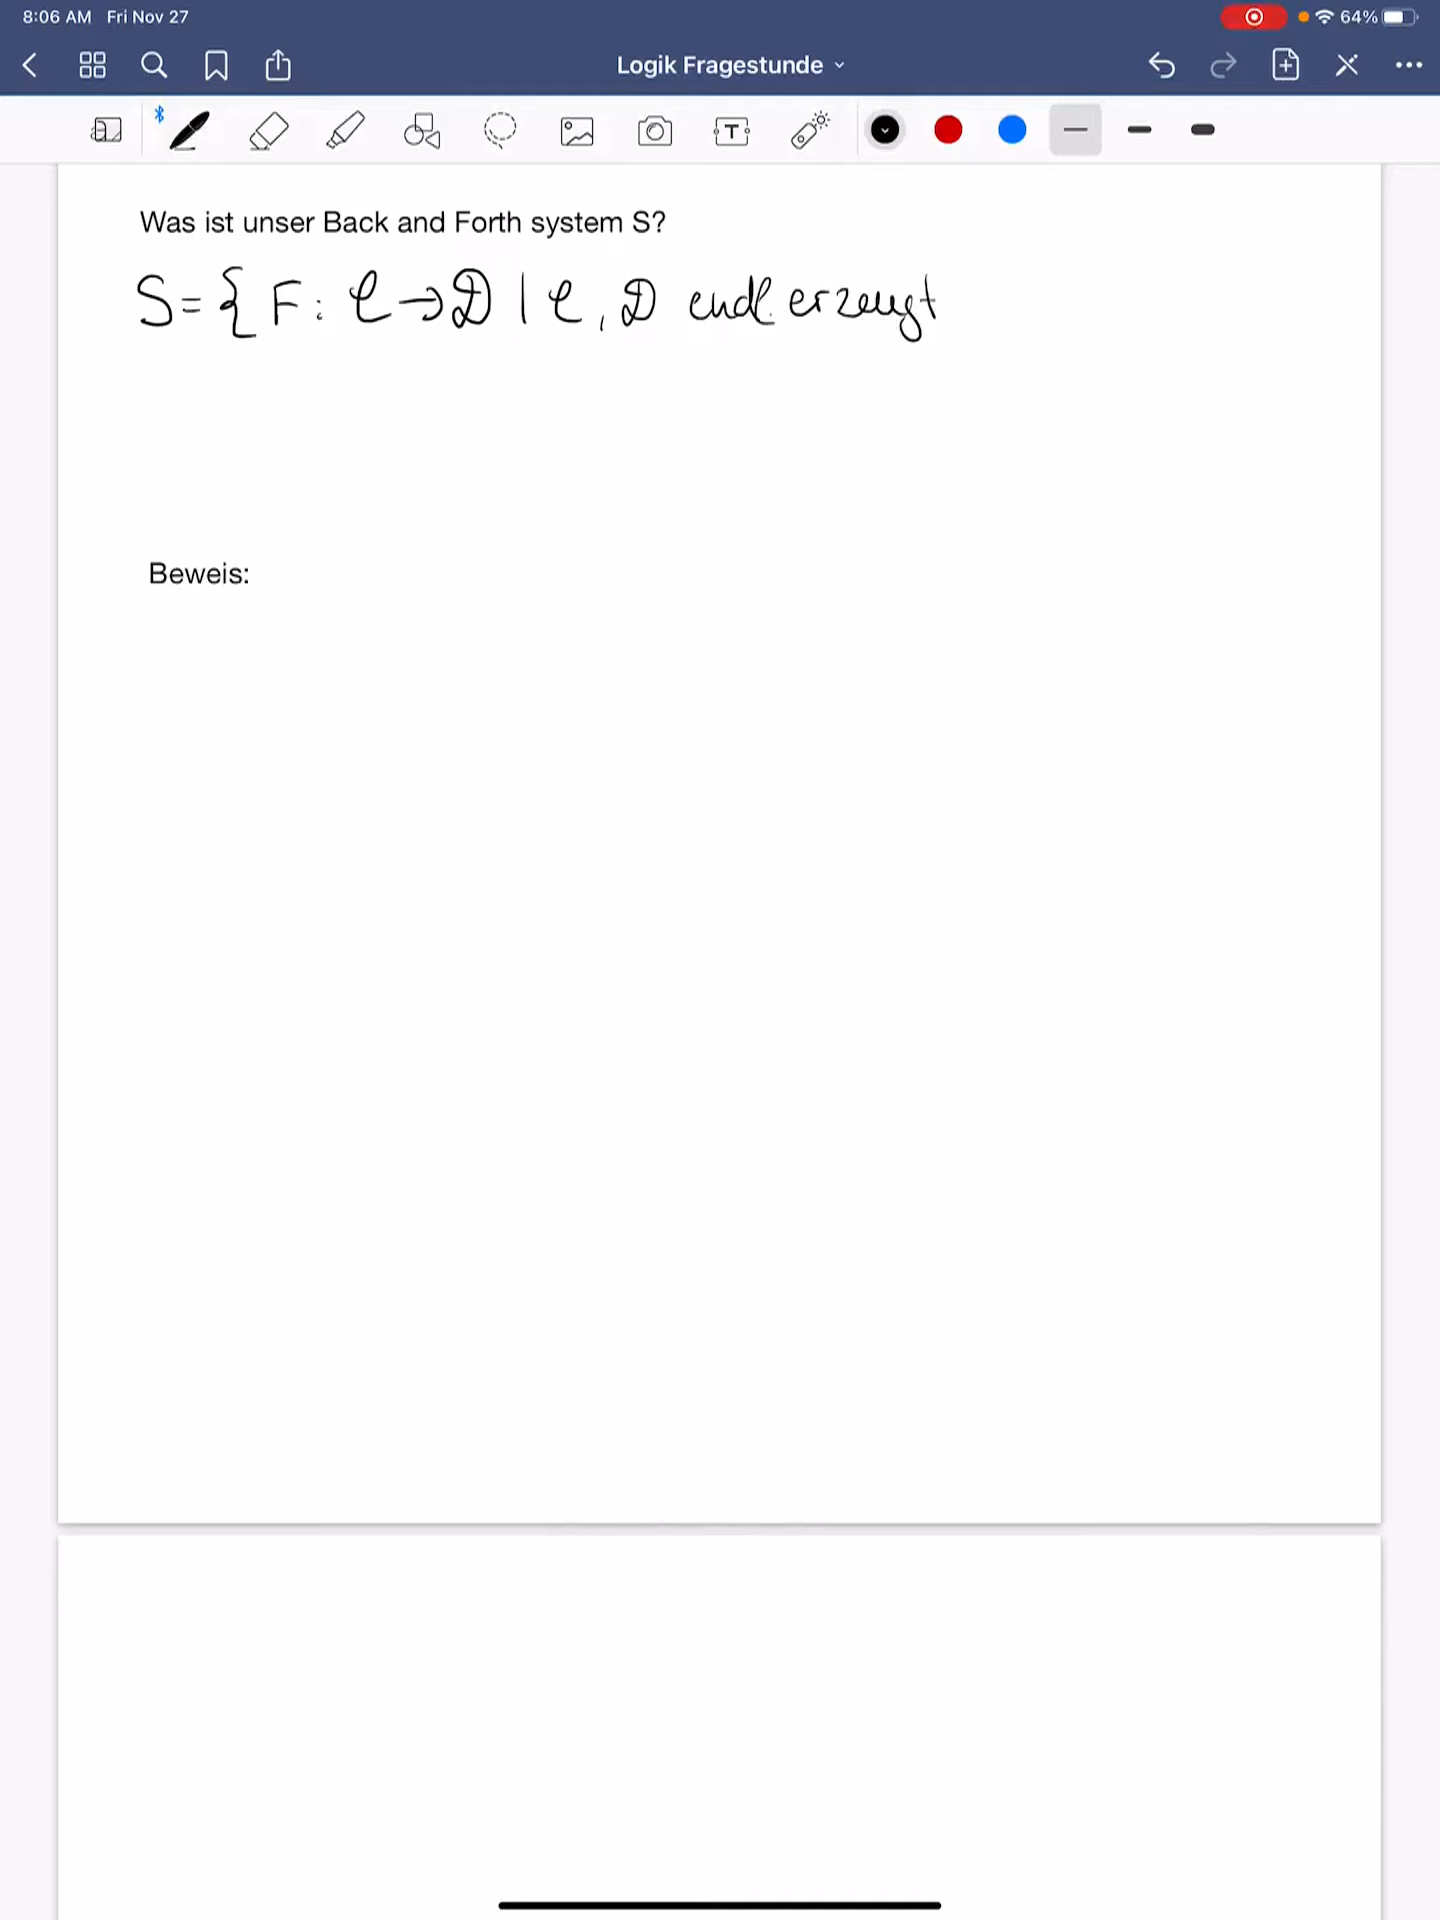 8:06 AM Fri Nov 27 64%
Logik Fragestunde
Was ist unser Back and Forth system S?
S={ F: C→D | C, D endl. erzeugt
Beweis: